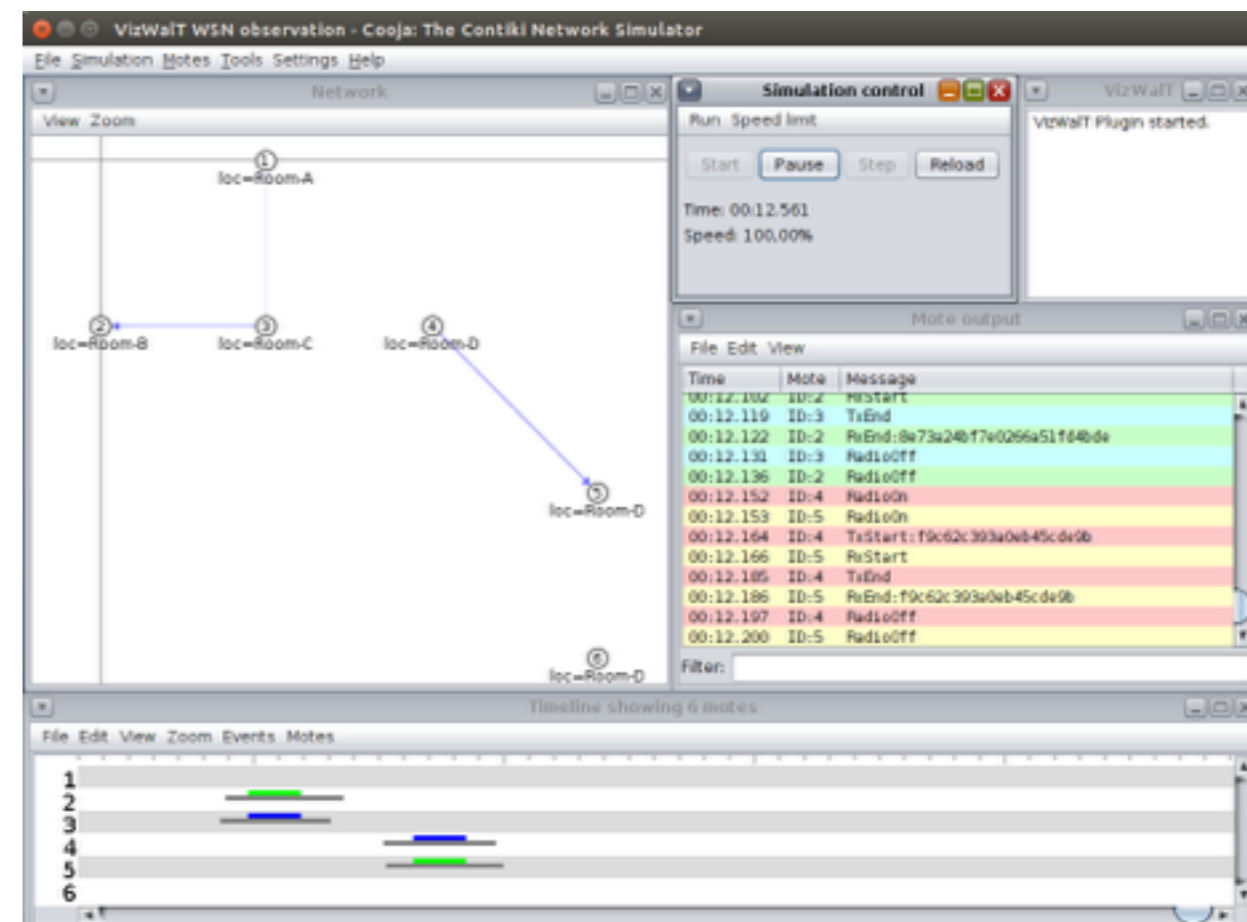 VizWalT WSN observation - Cooja: The Contiki Network Simulator
File Simulation Motes Tools Settings Help
Network
View Zoom
1
loc=Room-A
2
loc=Room-B
3
loc=Room-C
4
loc=Room-D
5
loc=Room-D
6
loc=Room-D
Simulation control
Run Speed limit
Start Pause Step Reload
Time: 00:12.561
Speed: 100,00%
VizWalT
VizWalT Plugin started.
Mote output
File Edit View
Time Mote Message
00:12.102 ID:2 RxStart
00:12.119 ID:3 TxEnd
00:12.122 ID:2 RxEnd:8e73a24bf7e0266a51fd4bde
00:12.131 ID:3 RadioOff
00:12.136 ID:2 RadioOff
00:12.152 ID:4 RadioOn
00:12.153 ID:5 RadioOn
00:12.164 ID:4 TxStart:f9c62c393a0eb45cde9b
00:12.166 ID:5 RxStart
00:12.185 ID:4 TxEnd
00:12.186 ID:5 RxEnd:f9c62c393a0eb45cde9b
00:12.197 ID:4 RadioOff
00:12.200 ID:5 RadioOff
Filter:
Timeline showing 6 motes
File Edit View Zoom Events Motes
1
2
3
4
5
6